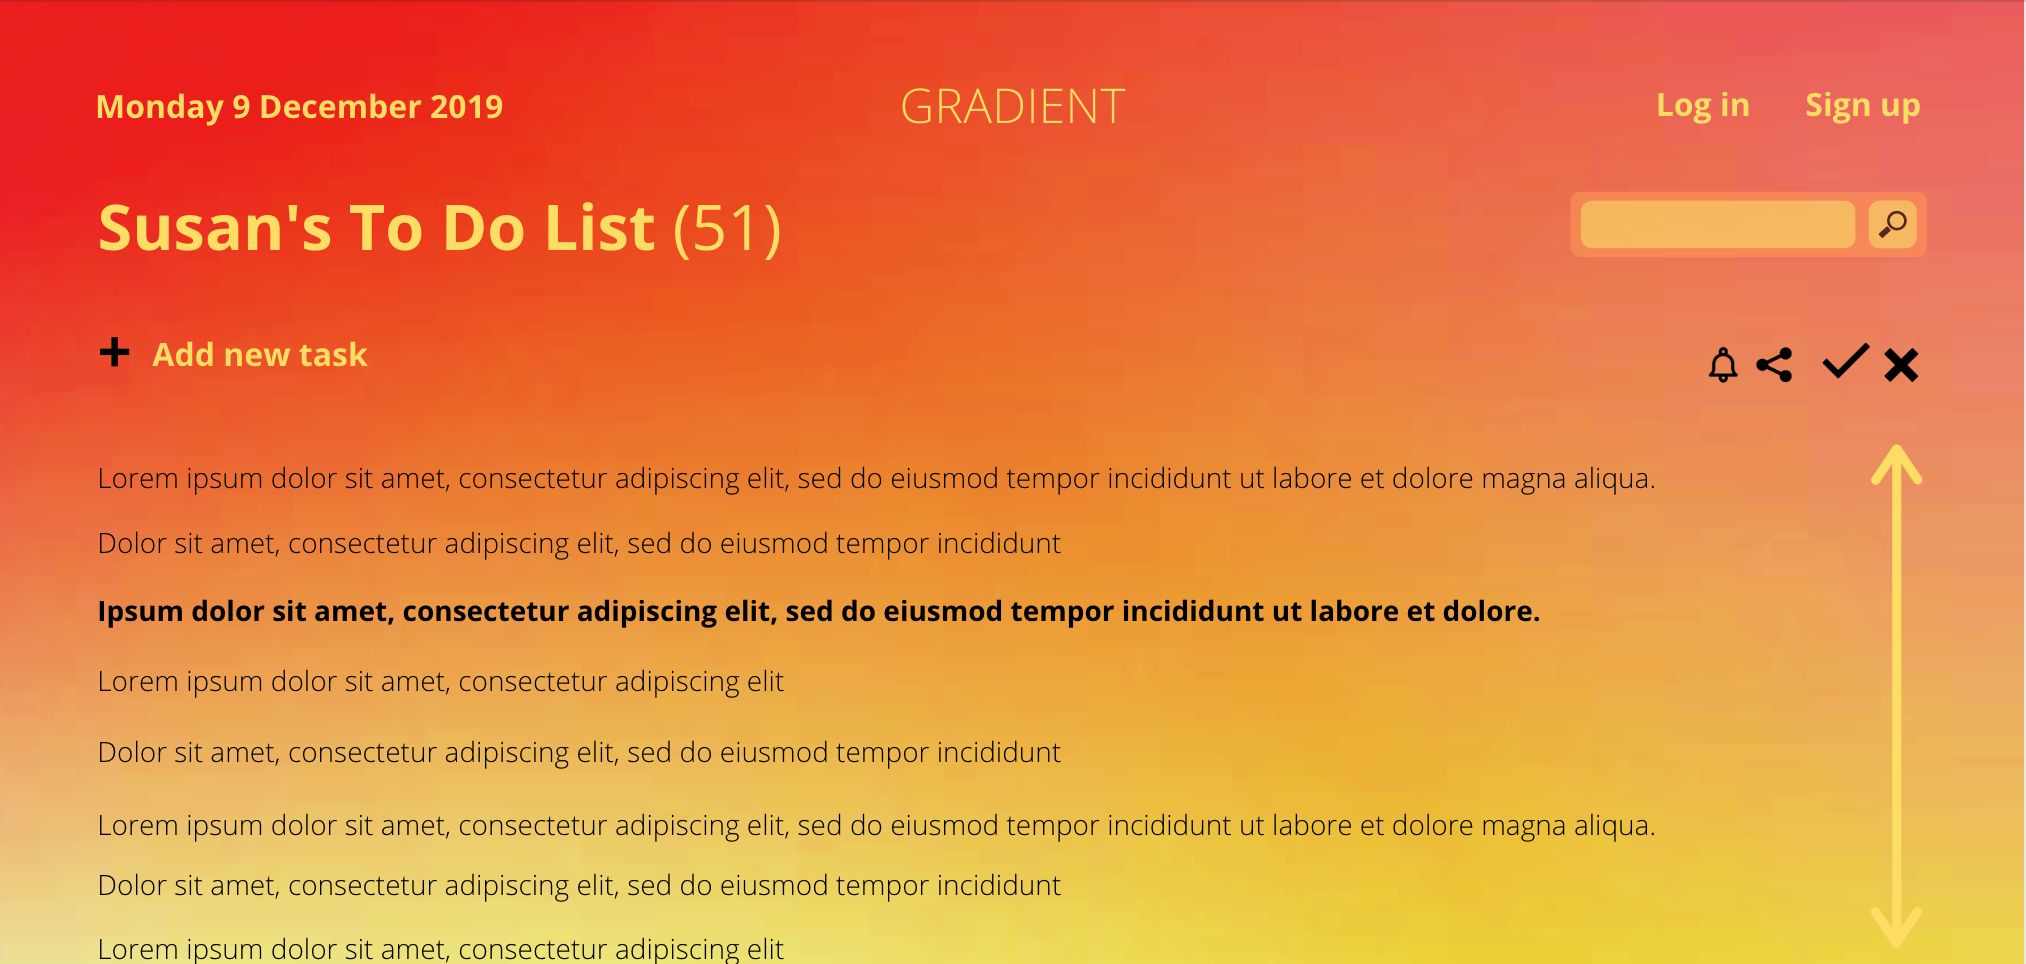 Monday 9 December 2019
GRADIENT
Log in
Sign up
Susan's To Do List (51)
Add new task
Lorem ipsum dolor sit amet, consectetur adipiscing elit, sed do eiusmod tempor incididunt ut labore et dolore magna aliqua.
Dolor sit amet, consectetur adipiscing elit, sed do eiusmod tempor incididunt
Ipsum dolor sit amet, consectetur adipiscing elit, sed do eiusmod tempor incididunt ut labore et dolore.
Lorem ipsum dolor sit amet, consectetur adipiscing elit
Dolor sit amet, consectetur adipiscing elit, sed do eiusmod tempor incididunt
Lorem ipsum dolor sit amet, consectetur adipiscing elit, sed do eiusmod tempor incididunt ut labore et dolore magna aliqua.
Dolor sit amet, consectetur adipiscing elit, sed do eiusmod tempor incididunt
Lorem ipsum dolor sit amet, consectetur adipiscing elit